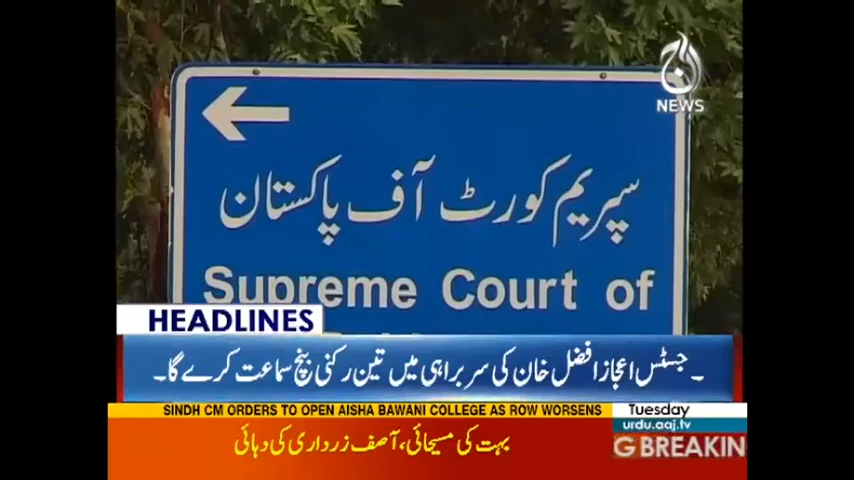 NEWS
سپریم کورٹ آف پاکستان
Supreme Court of
HEADLINES
۔ جسٹس اعجاز افضل خان کی سربراہی میں تین رکنی بنچ سماعت کرے گا۔
SINDH CM ORDERS TO OPEN AISHA BAWANI COLLEGE AS ROW WORSENS
Tuesday
urdu.aaj.tv
بہت کی مسیحائی، آصف زرداری کی دہائی
G BREAKIN